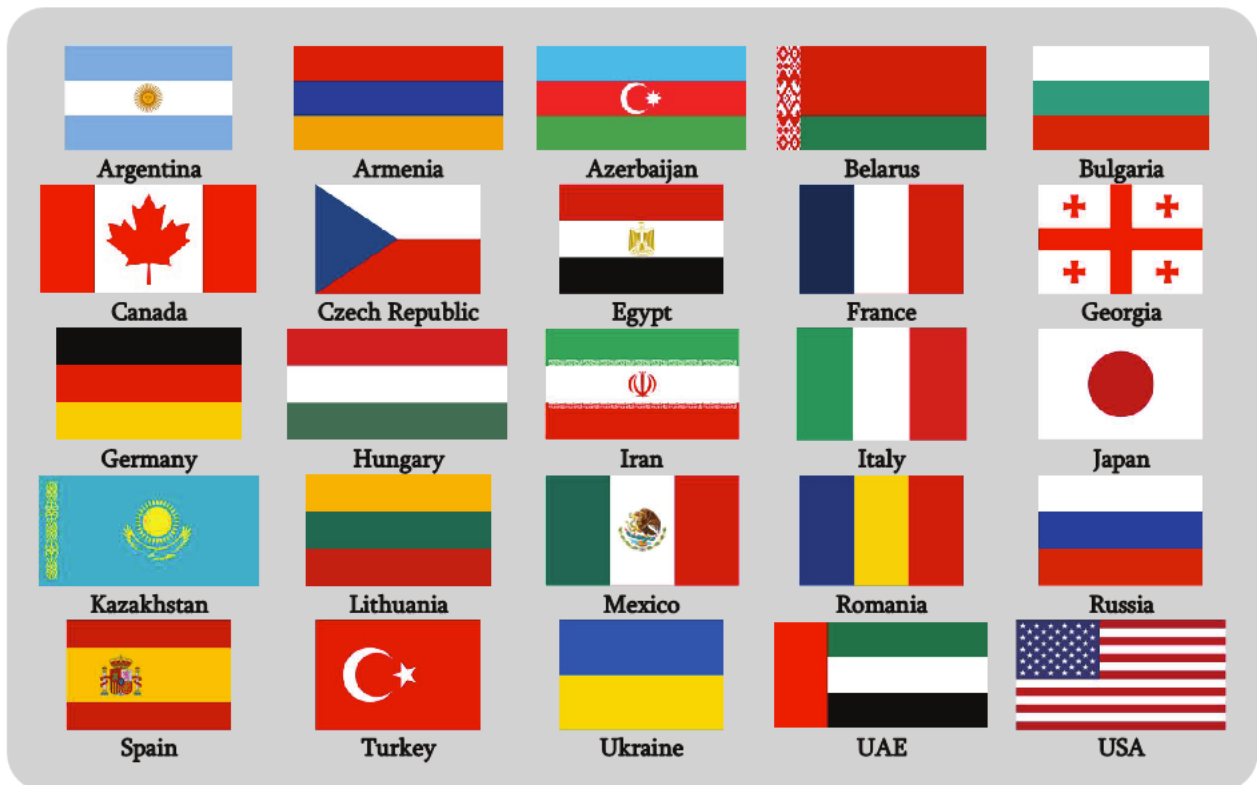 Argentina Armenia Azerbaijan Belarus Bulgaria
Canada Czech Republic Egypt France Georgia
Germany Hungary Iran Italy Japan
Kazakhstan Lithuania Mexico Romania Russia
Spain Turkey Ukraine UAE USA